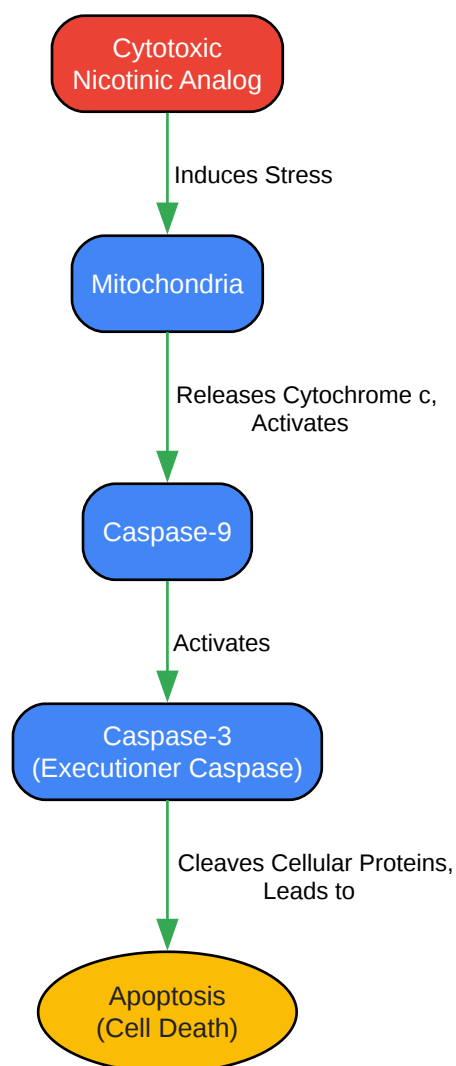 Cytotoxic
Nicotinic Analog
Induces Stress
Mitochondria
Releases Cytochrome c,
Activates
Caspase-9
Activates
Caspase-3
(Executioner Caspase)
Cleaves Cellular Proteins,
Leads to
Apoptosis
(Cell Death)